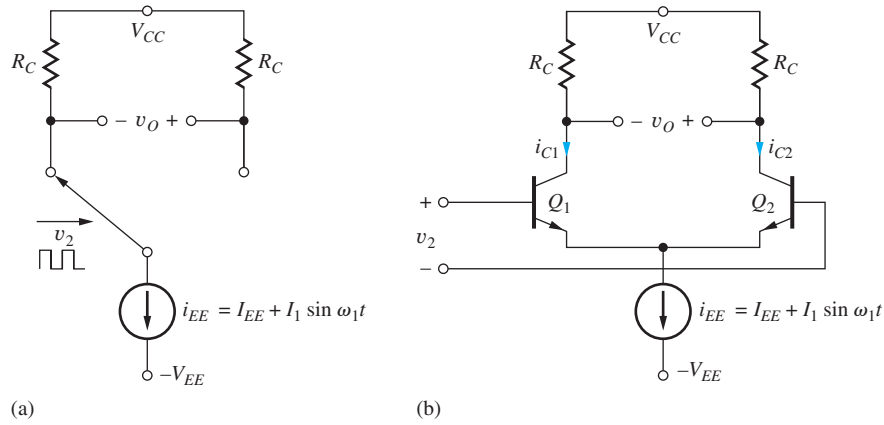 V_CC
R_C
R_C
– v_O +
v_2
i_EE = I_EE + I_1 sin ω_1t
–V_EE
(a)
V_CC
R_C
R_C
– v_O +
i_C1
i_C2
+
Q_1
Q_2
v_2
–
i_EE = I_EE + I_1 sin ω_1t
–V_EE
(b)